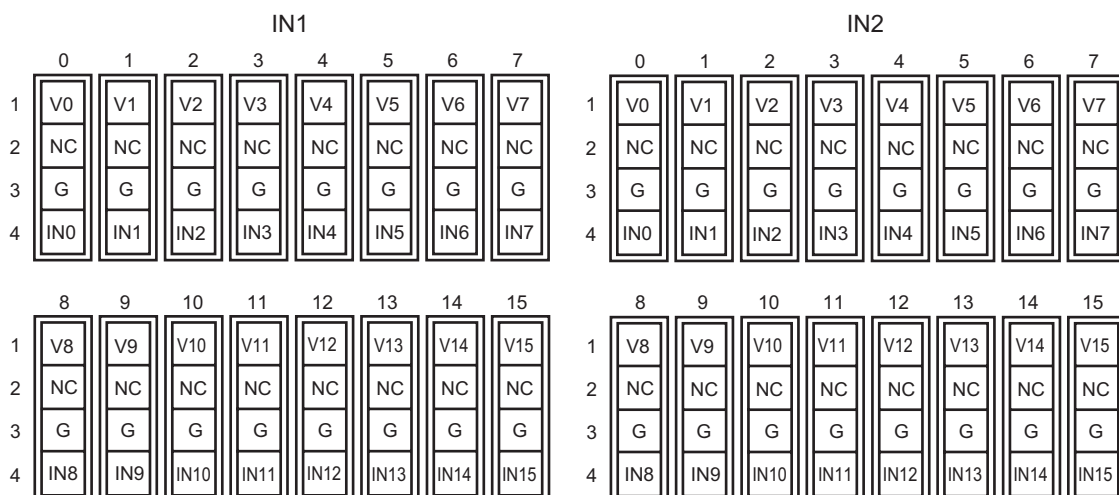 IN1
0 1 2 3 4 5 6 7
1 V0 V1 V2 V3 V4 V5 V6 V7
2 NC NC NC NC NC NC NC NC
3 G G G G G G G G
4 IN0 IN1 IN2 IN3 IN4 IN5 IN6 IN7
8 9 10 11 12 13 14 15
1 V8 V9 V10 V11 V12 V13 V14 V15
2 NC NC NC NC NC NC NC NC
3 G G G G G G G G
4 IN8 IN9 IN10 IN11 IN12 IN13 IN14 IN15
IN2
0 1 2 3 4 5 6 7
1 V0 V1 V2 V3 V4 V5 V6 V7
2 NC NC NC NC NC NC NC NC
3 G G G G G G G G
4 IN0 IN1 IN2 IN3 IN4 IN5 IN6 IN7
8 9 10 11 12 13 14 15
1 V8 V9 V10 V11 V12 V13 V14 V15
2 NC NC NC NC NC NC NC NC
3 G G G G G G G G
4 IN8 IN9 IN10 IN11 IN12 IN13 IN14 IN15